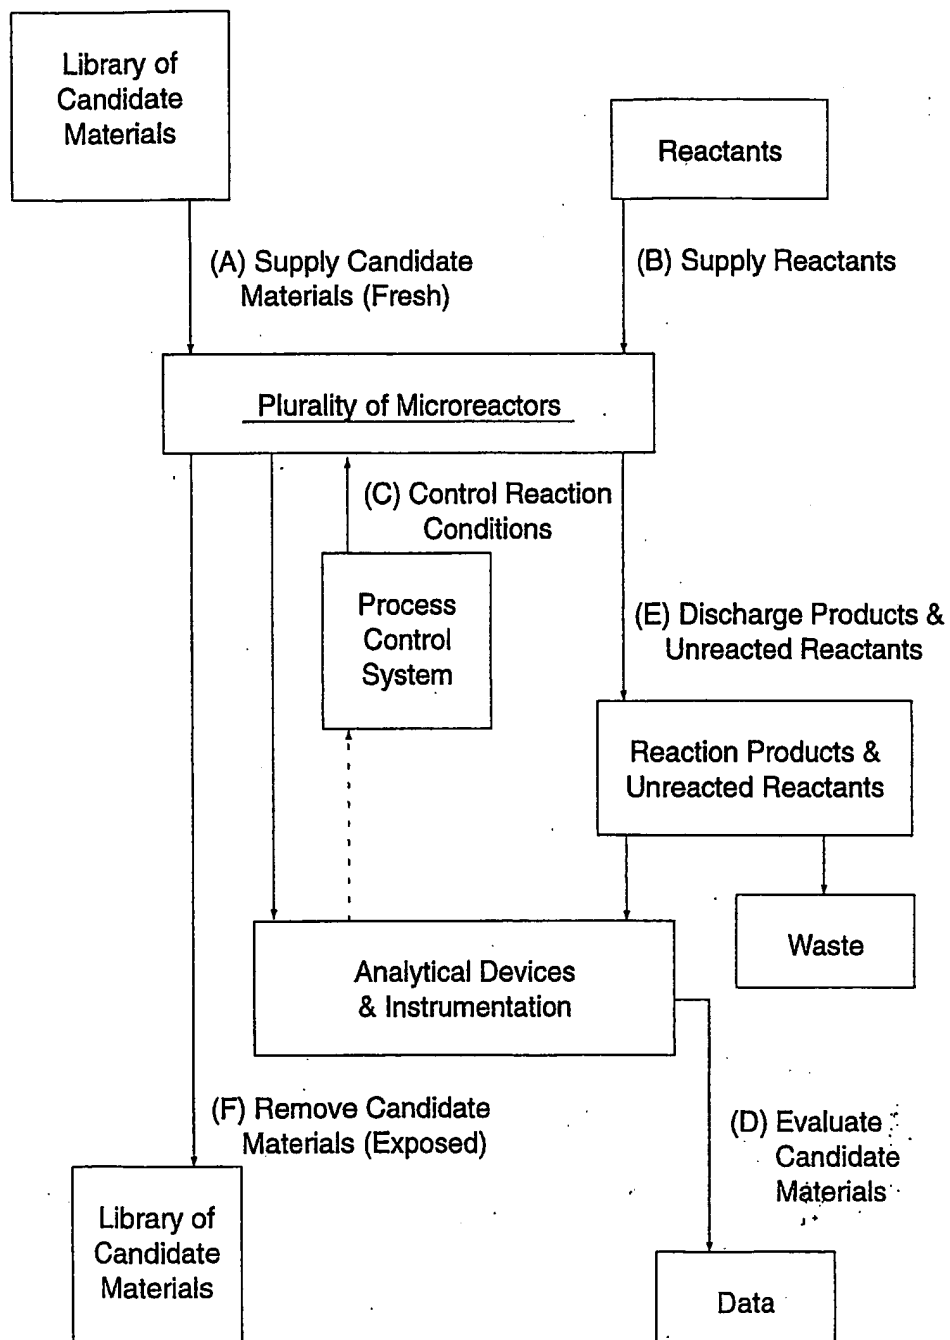 Library of
Candidate
Materials
Reactants
(A) Supply Candidate
Materials (Fresh)
(B) Supply Reactants
Plurality of Microreactors
(C) Control Reaction
Conditions
Process
Control
System
(E) Discharge Products &
Unreacted Reactants
Reaction Products &
Unreacted Reactants
Waste
Analytical Devices
& Instrumentation
(F) Remove Candidate
Materials (Exposed)
(D) Evaluate
Candidate
Materials
Library of
Candidate
Materials
Data